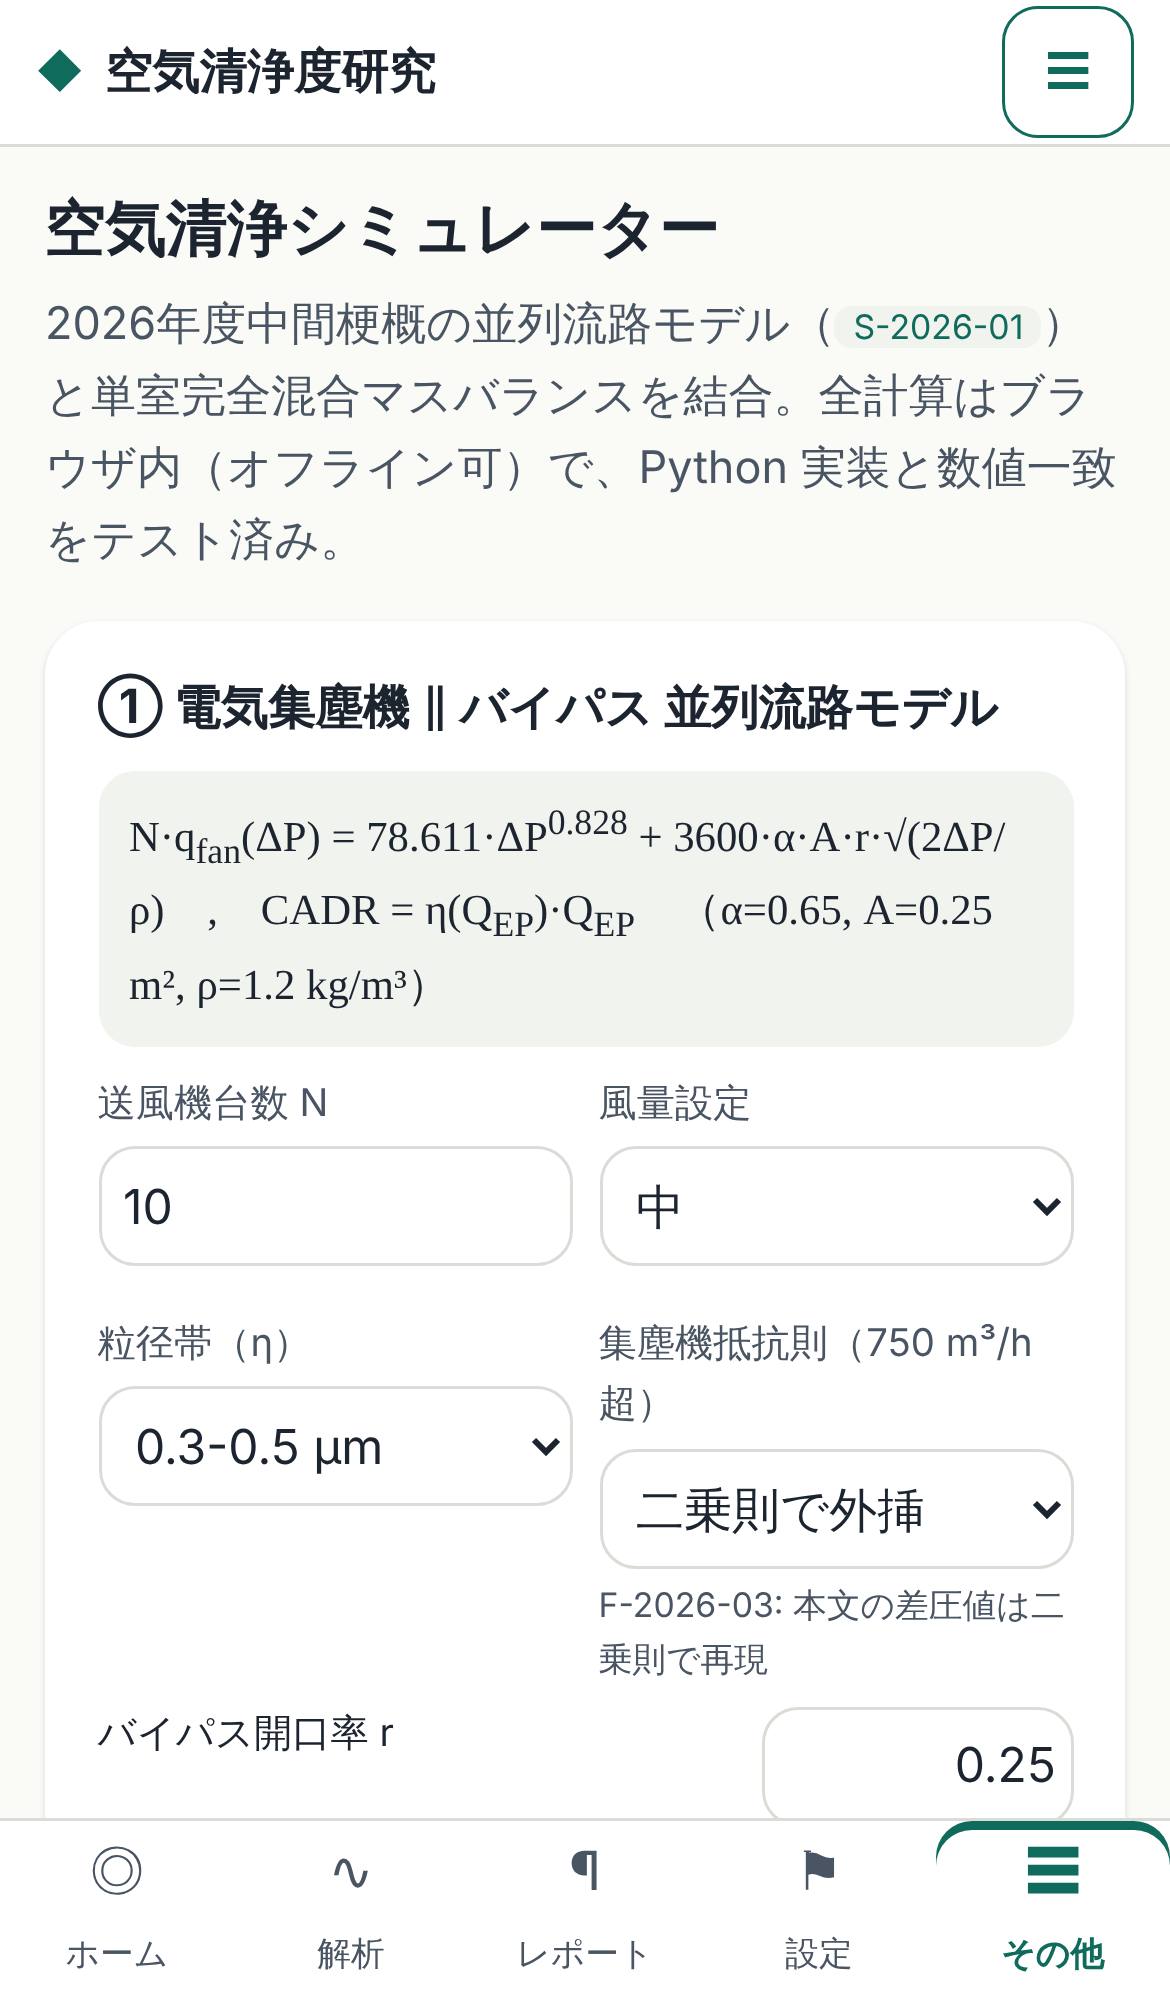 ◆ 空気清浄度研究 ☰
空気清浄シミュレーター
2026年度中間梗概の並列流路モデル（S-2026-01）
と単室完全混合マスバランスを結合。全計算はブラ
ウザ内（オフライン可）で、Python 実装と数値一致
をテスト済み。
① 電気集塵機 ∥ バイパス 並列流路モデル
N·q_fan(ΔP) = 78.611·ΔP^0.828 + 3600·α·A·r·√(2ΔP/
ρ)　,　CADR = η(Q_EP)·Q_EP　（α=0.65, A=0.25
m², ρ=1.2 kg/m³）
送風機台数 N
10
風量設定
中
粒径帯（η）
0.3-0.5 µm
集塵機抵抗則（750 m³/h
超）
二乗則で外挿
F-2026-03: 本文の差圧値は二
乗則で再現
バイパス開口率 r
0.25
◎ ∿ ¶ ⚑ ☰
ホーム 解析 レポート 設定 その他